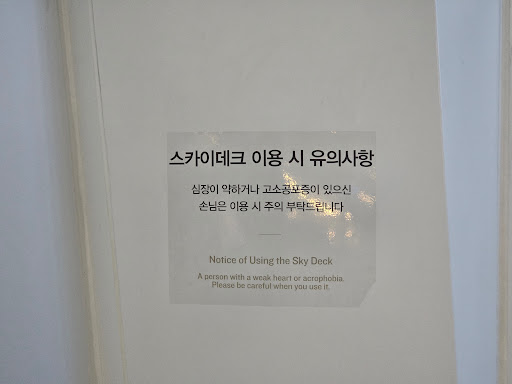 스카이데크 이용 시 유의사항
심장이 약하거나 고소공포증이 있으신
손님은 이용 시 주의 부탁드립니다
Notice of Using the Sky Deck
A person with a weak heart or acrophobia.
Please be careful when you use it.